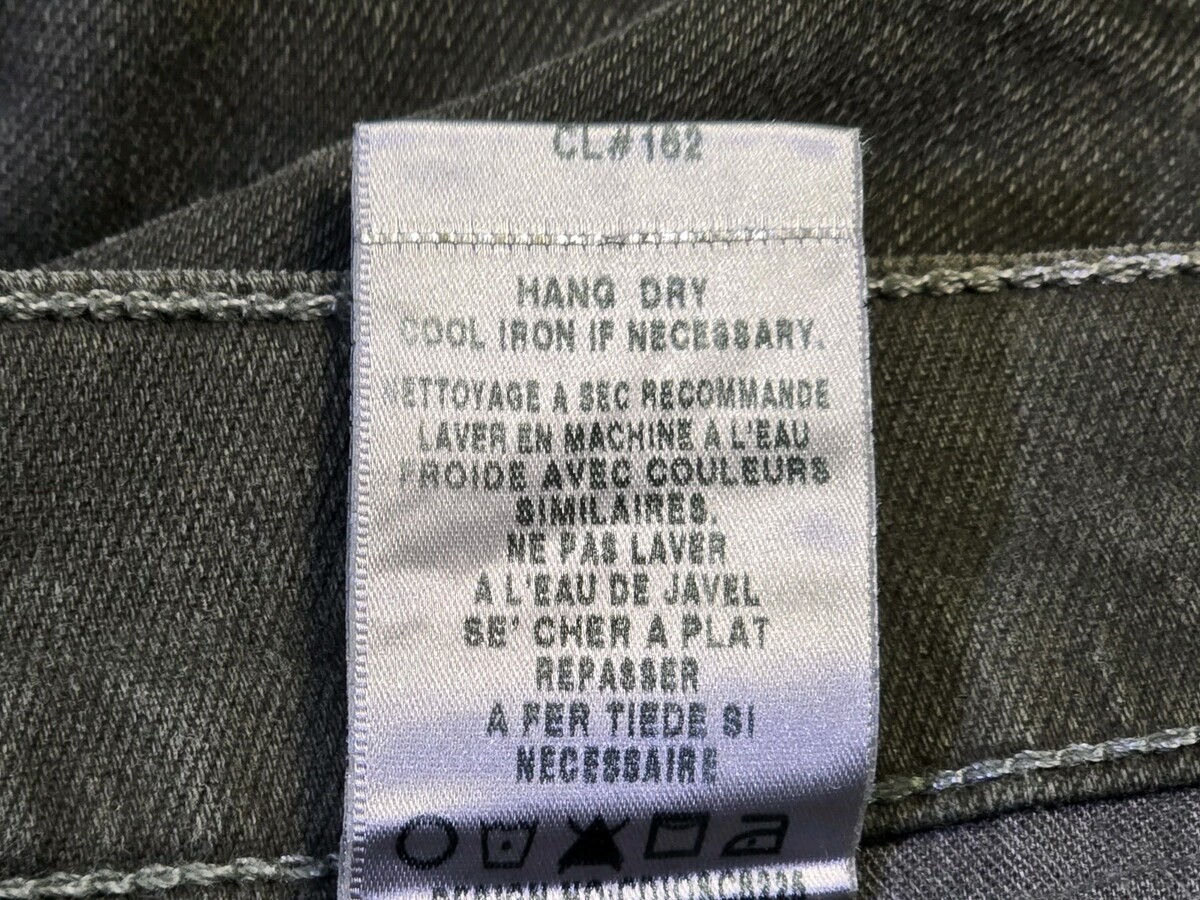 CL#162
HANG DRY
COOL IRON IF NECESSARY.
NETTOYAGE A SEC RECOMMANDE
LAVER EN MACHINE A L'EAU
FROIDE AVEC COULEURS
SIMILAIRES.
NE PAS LAVER
A L'EAU DE JAVEL
SE' CHER A PLAT
REPASSER
A FER TIEDE SI
NECESSAIRE